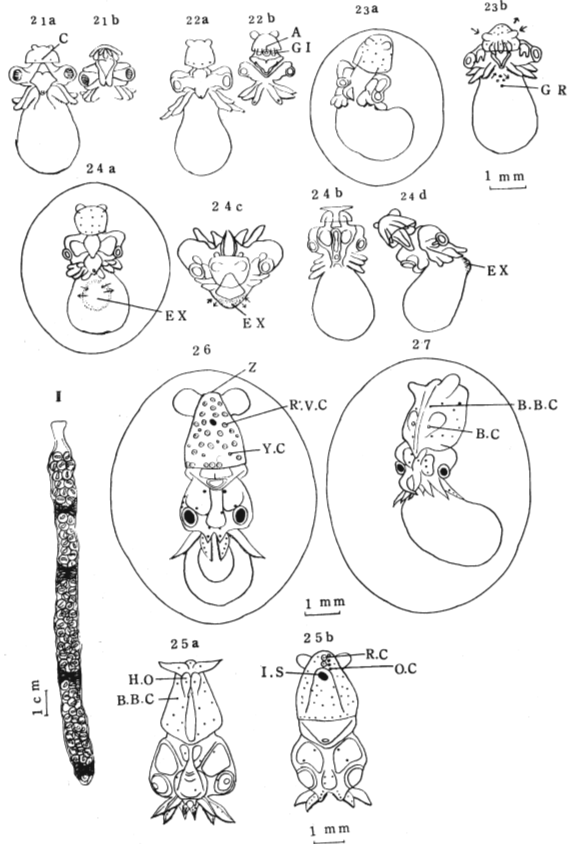 21a
21b
22a
22b
23a
23b
C
A
GI
GR
1 mm
24a
24c
24b
24d
EX
EX
EX
26
27
I
Z
R.V.C
Y.C
B.B.C
B.C
1 mm
1 cm
25a
25b
H.O
B.B.C
I.S
R.C
O.C
1 mm